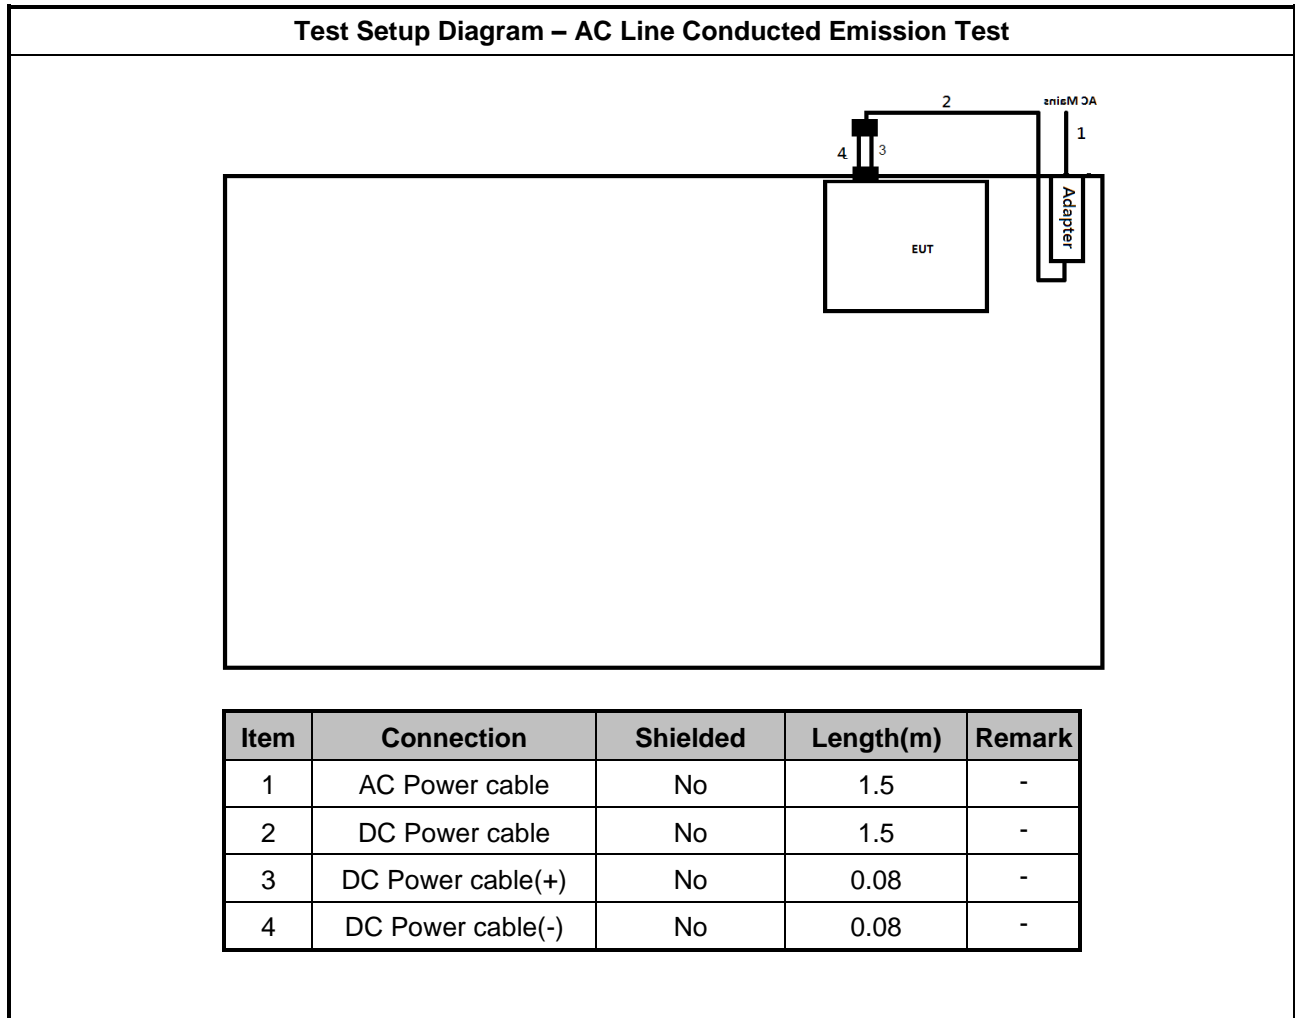 Test Setup Diagram – AC Line Conducted Emission Test
2
AC Mains
1
4
3
Adapter
EUT
Item Connection Shielded Length(m) Remark
1 AC Power cable No 1.5 -
2 DC Power cable No 1.5 -
3 DC Power cable(+) No 0.08 -
4 DC Power cable(-) No 0.08 -